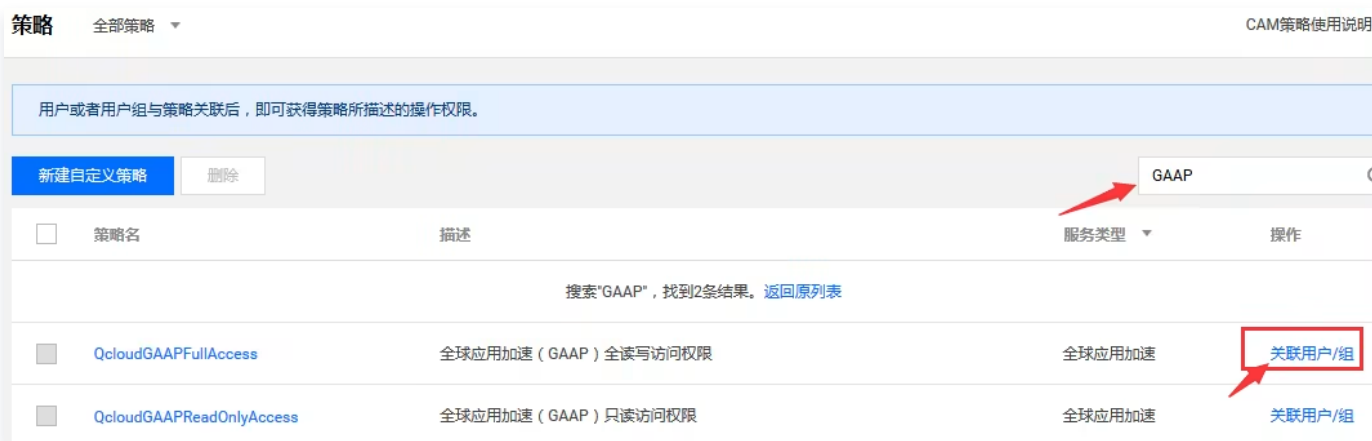 策略 全部策略 CAM策略使用说明
用户或者用户组与策略关联后，即可获得策略所描述的操作权限。
新建自定义策略 删除 GAAP
策略名 描述 服务类型 操作
搜索"GAAP"，找到2条结果。返回原列表
QcloudGAAPFullAccess 全球应用加速（GAAP）全读写访问权限 全球应用加速 关联用户/组
QcloudGAAPReadOnlyAccess 全球应用加速（GAAP）只读访问权限 全球应用加速 关联用户/组